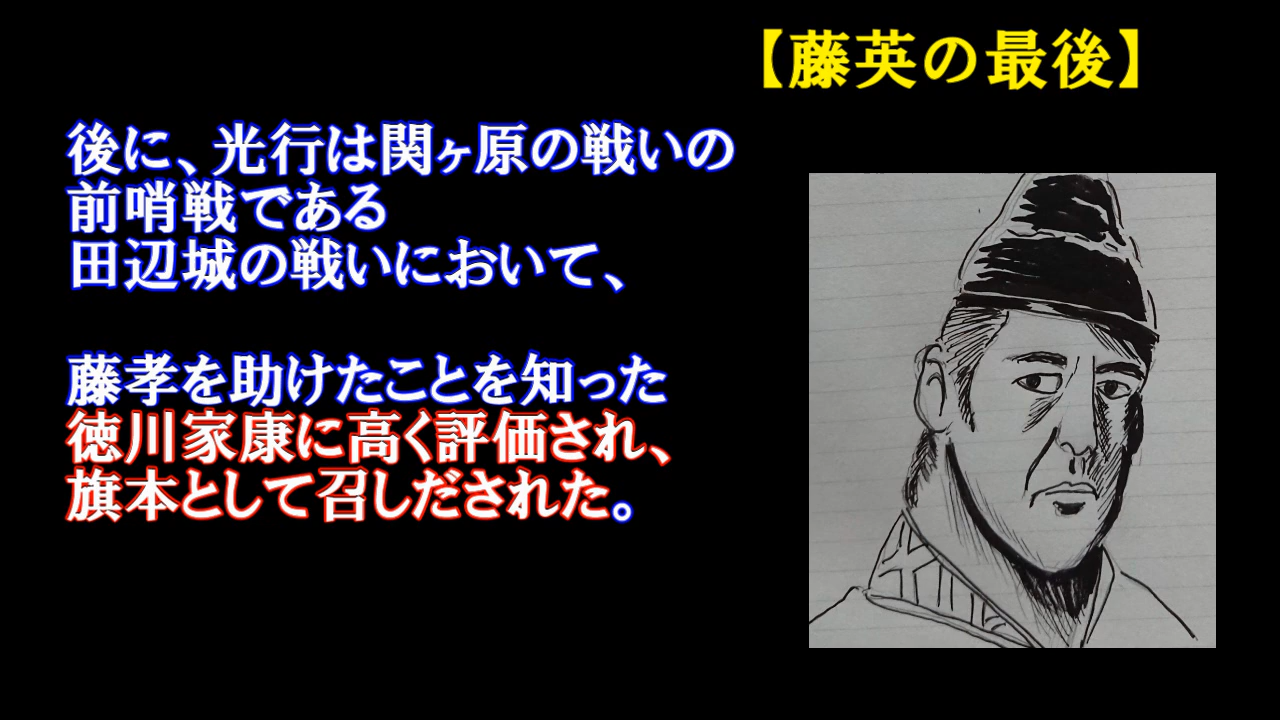 【藤英の最後】
後に、光行は関ヶ原の戦いの
前哨戦である
田辺城の戦いにおいて、
藤孝を助けたことを知った
徳川家康に高く評価され、
旗本として召しだされた。